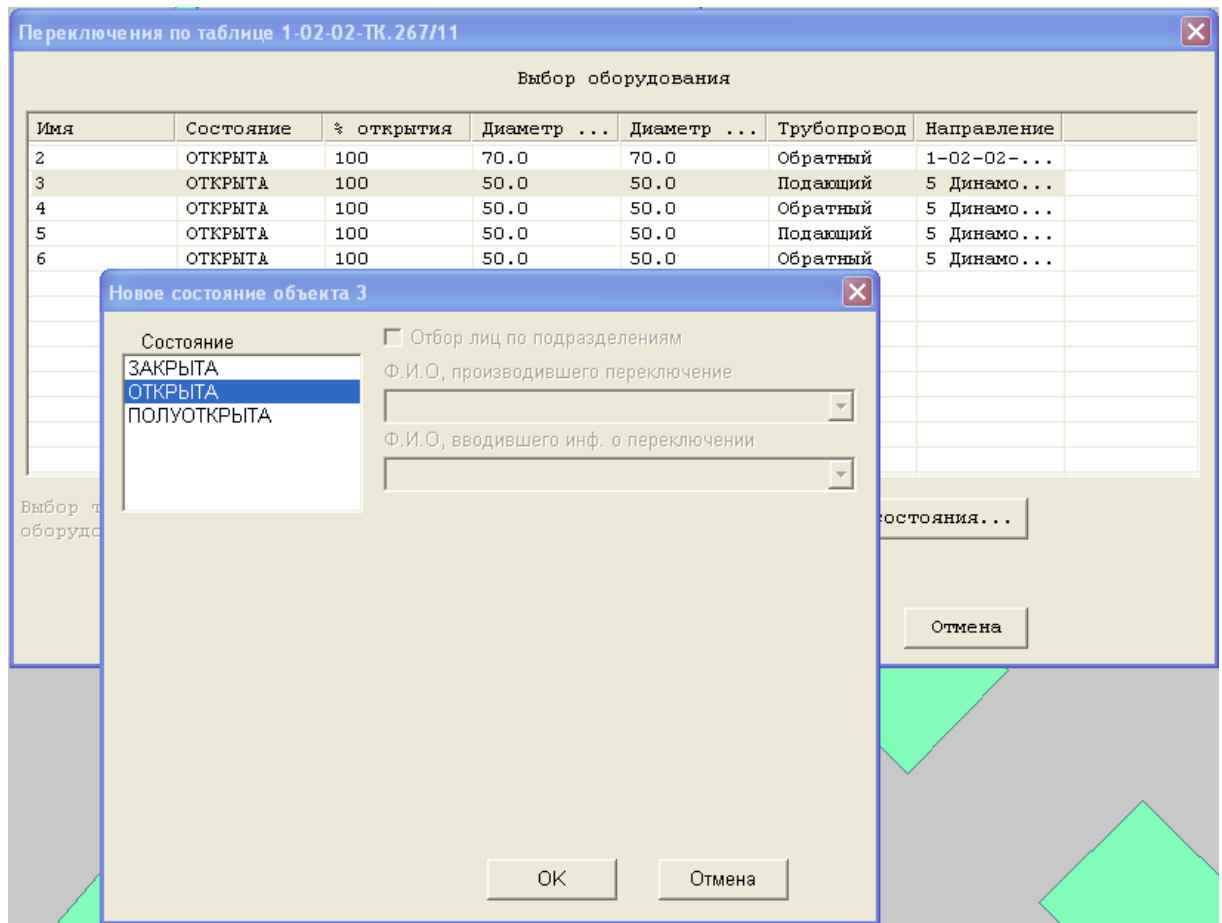 Переключения по таблице 1-02-02-ТК.267/11
Выбор оборудования
Имя Состояние % открытия Диаметр ... Диаметр ... Трубопровод Направление
2 ОТКРЫТА 100 70.0 70.0 Обратный 1-02-02-...
3 ОТКРЫТА 100 50.0 50.0 Подающий 5 Динамо...
4 ОТКРЫТА 100 50.0 50.0 Обратный 5 Динамо...
5 ОТКРЫТА 100 50.0 50.0 Подающий 5 Динамо...
6 ОТКРЫТА 100 50.0 50.0 Обратный 5 Динамо...
Новое состояние объекта 3
Состояние
ЗАКРЫТА
ОТКРЫТА
ПОЛУОТКРЫТА
Отбор лиц по подразделениям
Ф.И.О, производившего переключение
Ф.И.О, вводившего инф. о переключении
Выбор
состояния...
Отмена
OK Отмена